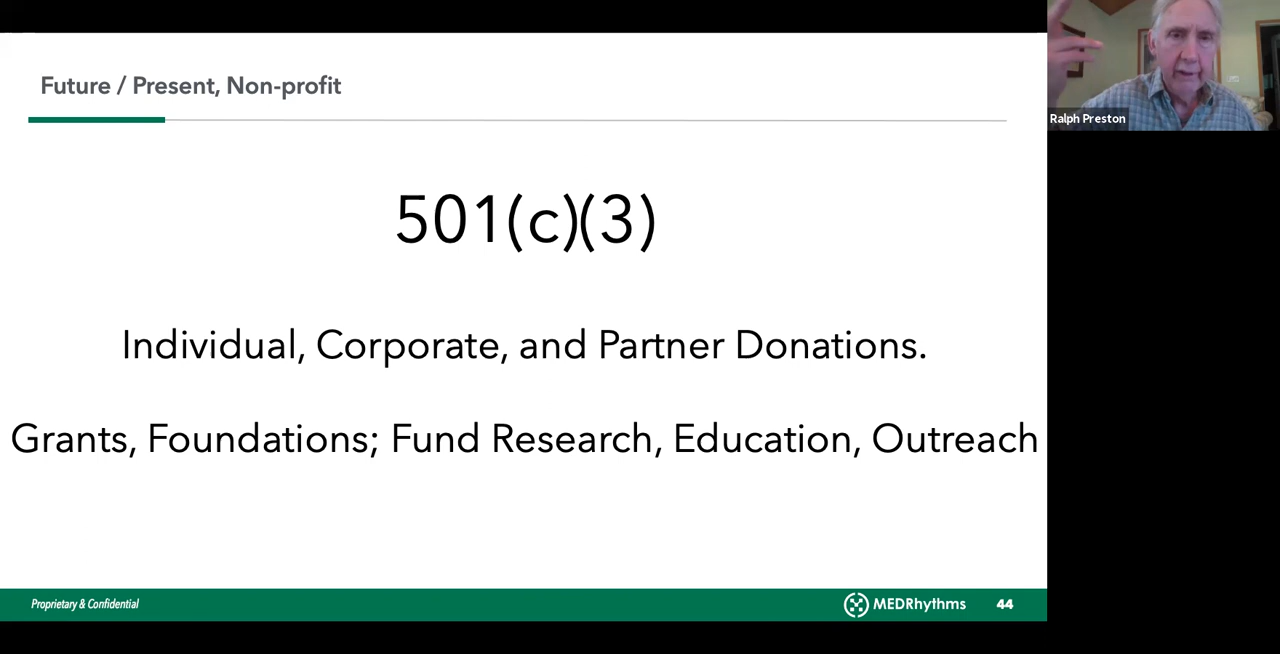 Future / Present, Non-profit
Ralph Preston
501(c)(3)
Individual, Corporate, and Partner Donations.
Grants, Foundations; Fund Research, Education, Outreach
Proprietary & Confidential
MEDRhythms
44